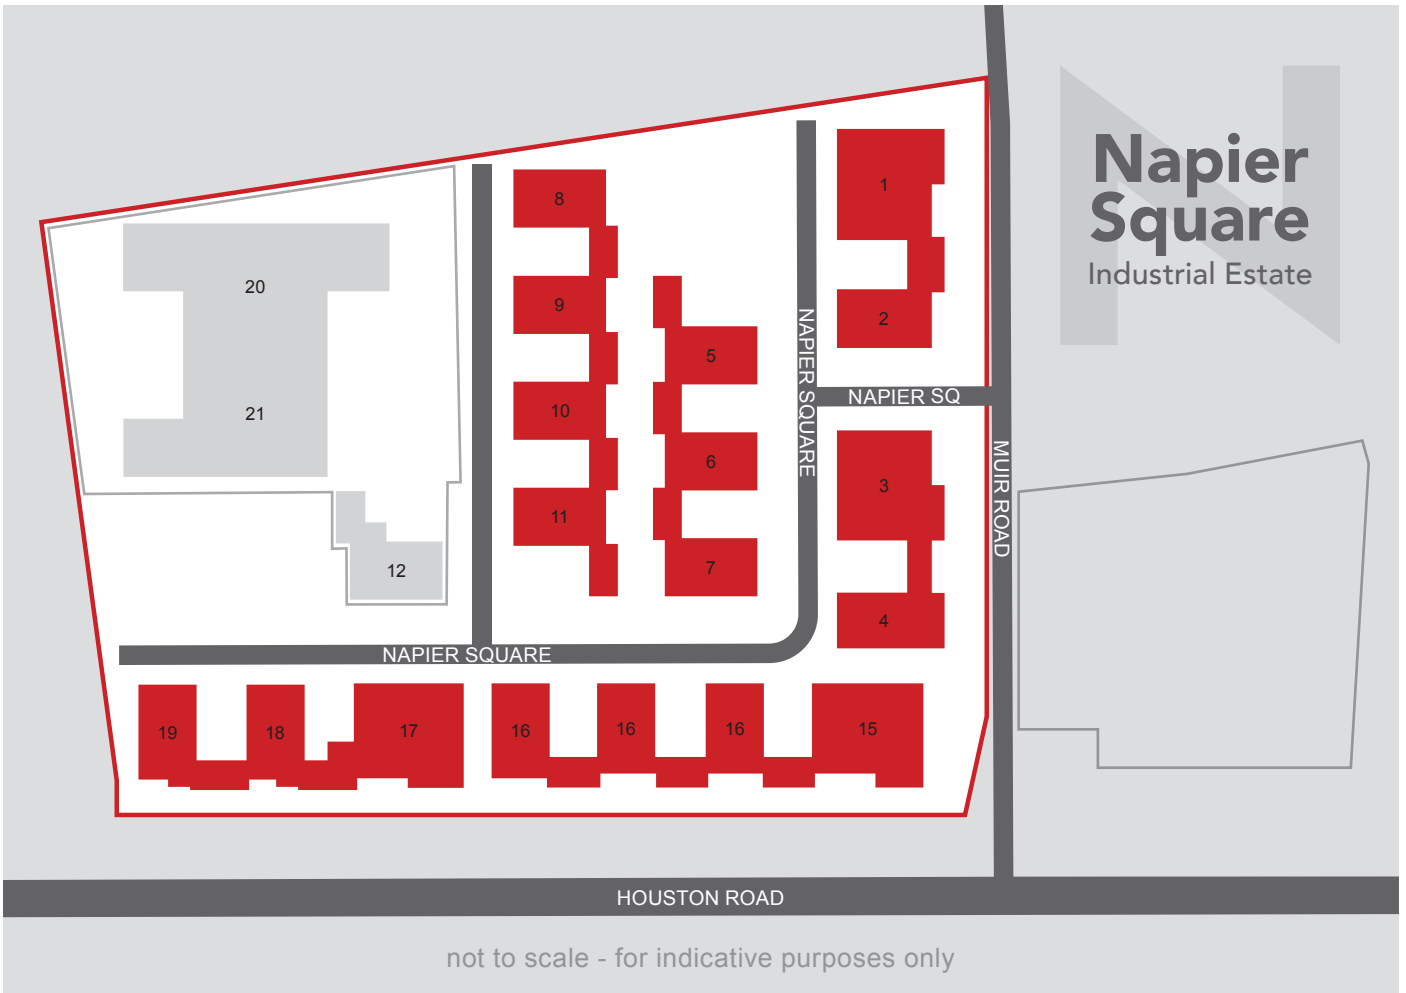 Napier
Square
Industrial Estate
1
8
20
9
2
NAPIER SQUARE
5
NAPIER SQ
10
21
6
3
MUIR ROAD
11
7
12
4
NAPIER SQUARE
19
18
17
16
16
16
15
HOUSTON ROAD
not to scale - for indicative purposes only